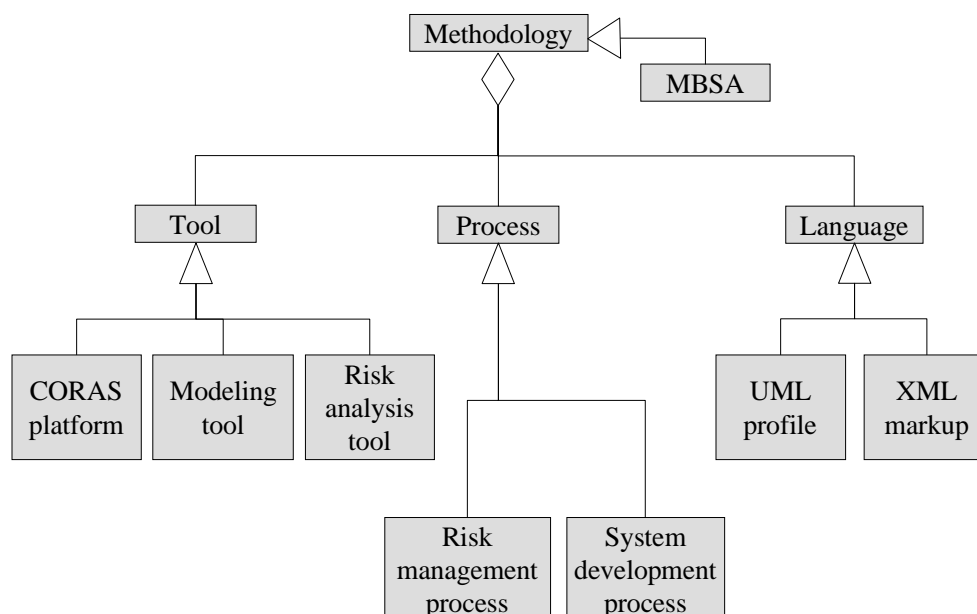 Methodology
MBSA
Tool
Process
Language
CORAS
platform
Modeling
tool
Risk
analysis
tool
UML
profile
XML
markup
Risk
management
process
System
development
process